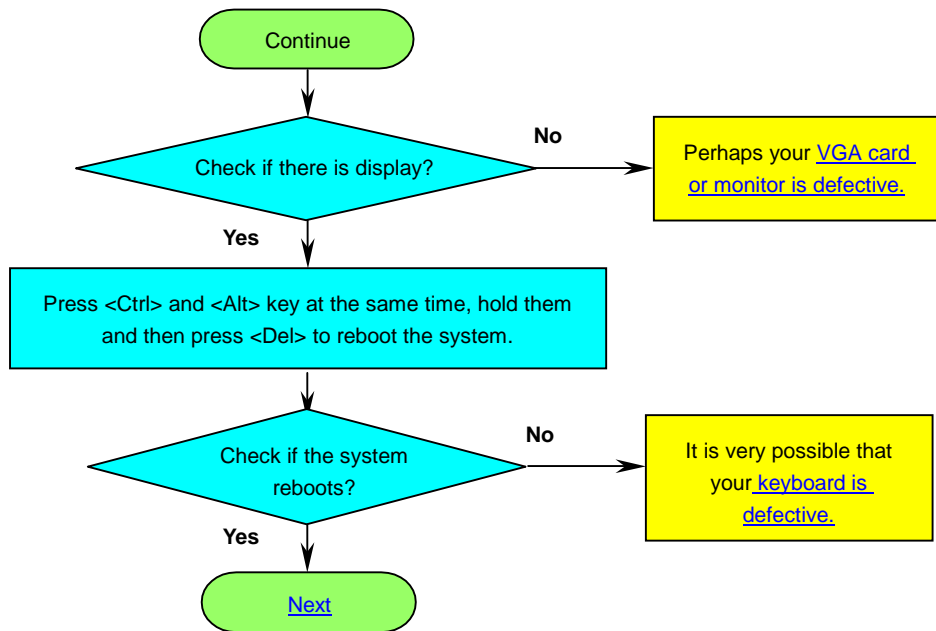 Continue
Check if there is display?
No
Perhaps your VGA card
or monitor is defective.
Yes
Press <Ctrl> and <Alt> key at the same time, hold them
and then press <Del> to reboot the system.
Check if the system
reboots?
No
It is very possible that
your keyboard is
defective.
Yes
Next